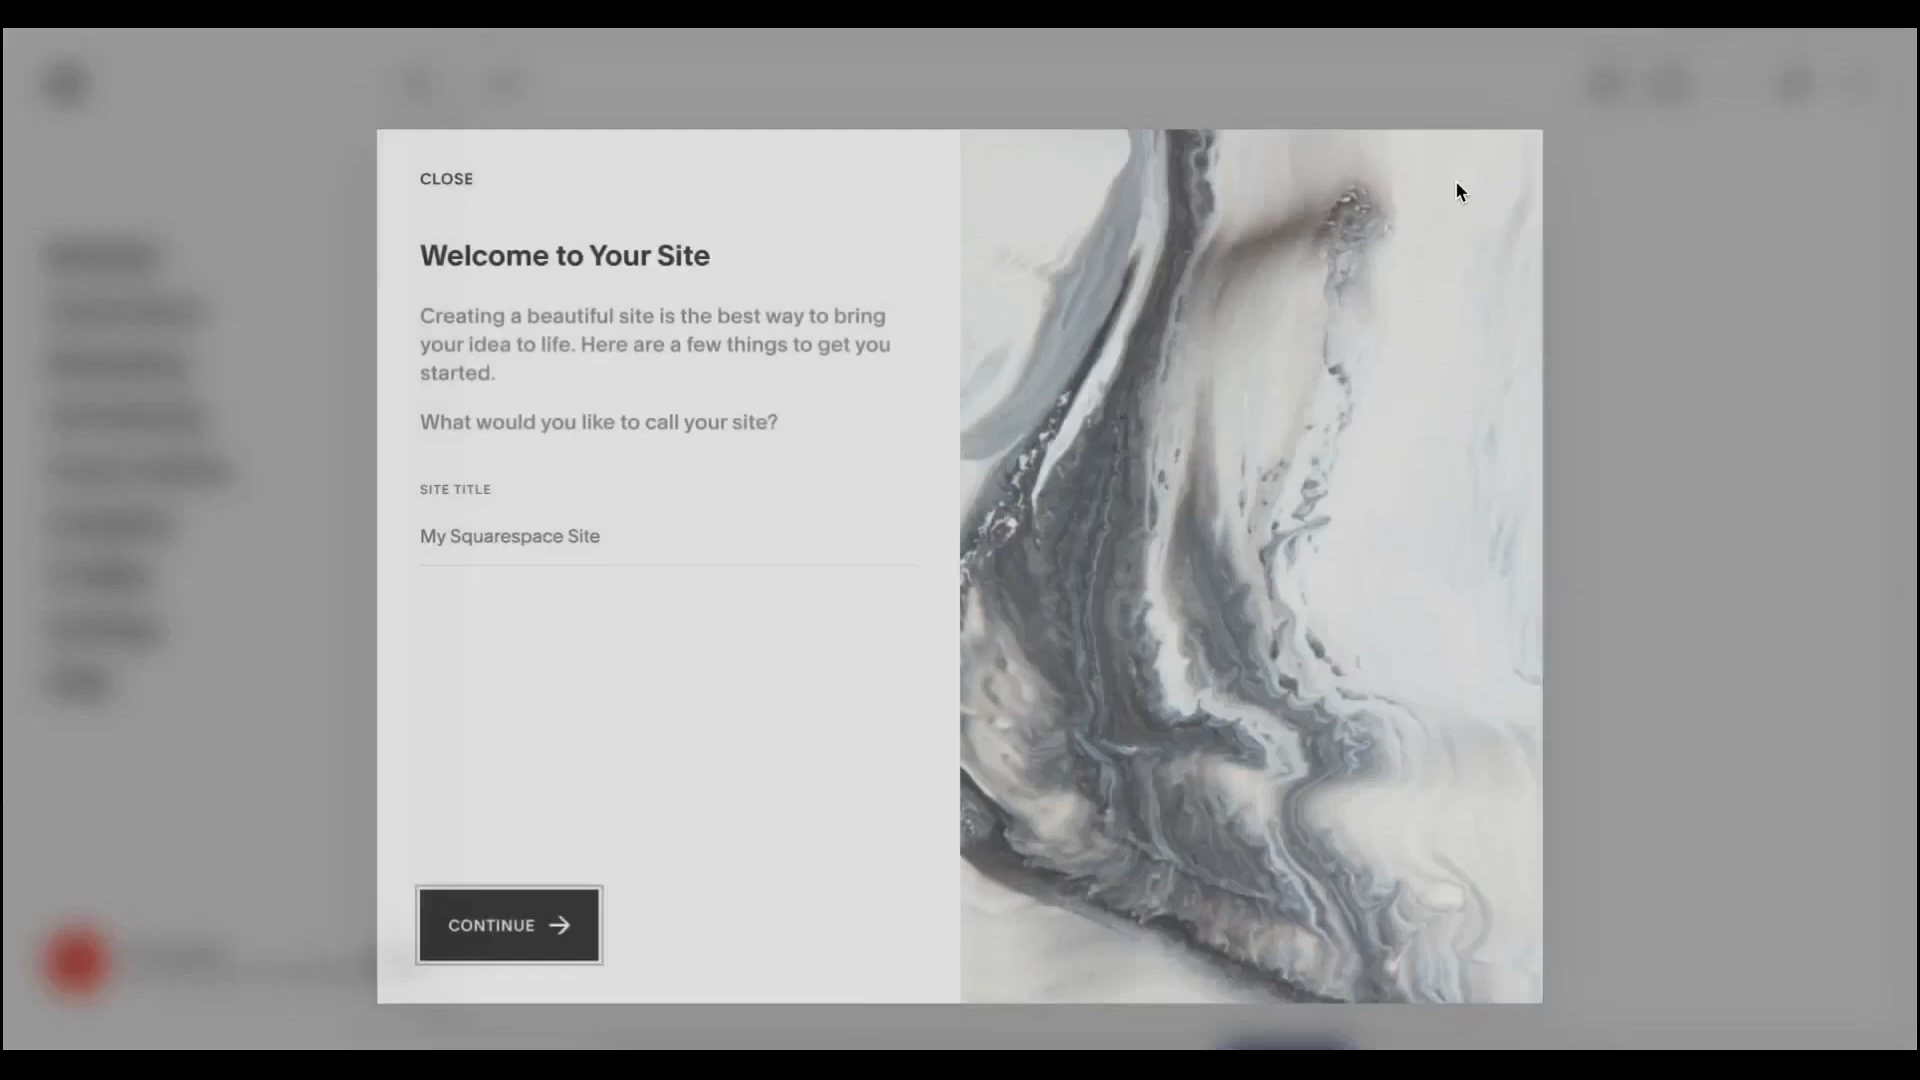 CLOSE
Welcome to Your Site
Creating a beautiful site is the best way to bring
your idea to life. Here are a few things to get you
started.
What would you like to call your site?
SITE TITLE
My Squarespace Site
CONTINUE